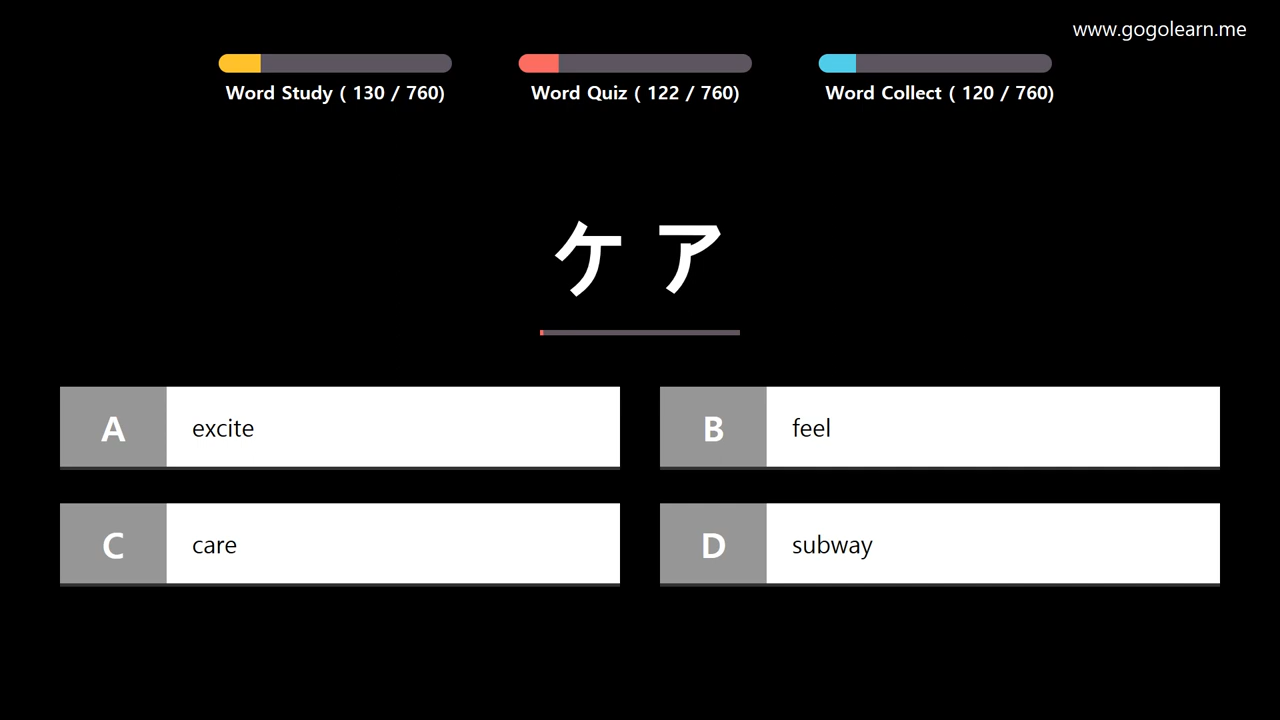 www.gogolearn.me
Word Study ( 130 / 760)
Word Quiz ( 122 / 760)
Word Collect ( 120 / 760)
ケア
A excite
B feel
C care
D subway